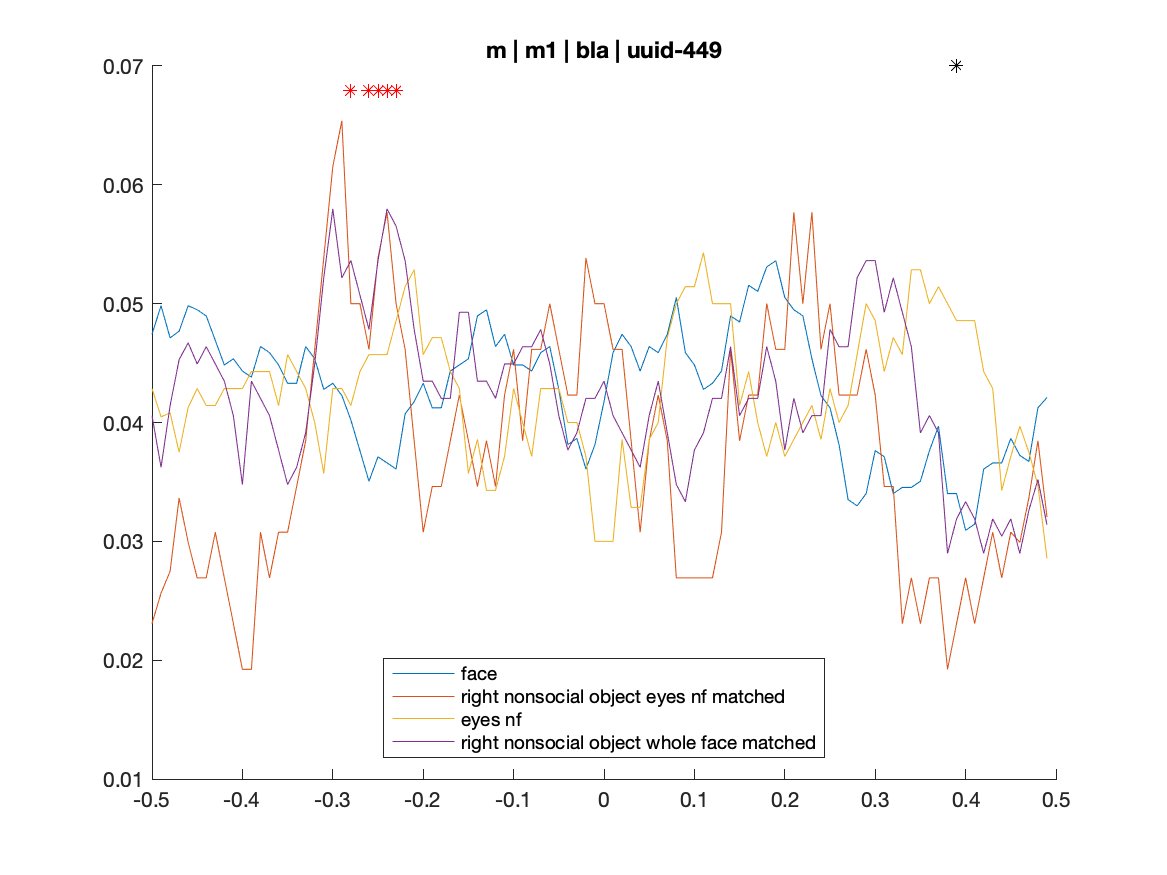 m | m1 | bla | uuid-449
0.07
0.06
0.05
0.04
0.03
0.02
0.01
face
right nonsocial object eyes nf matched
eyes nf
right nonsocial object whole face matched
-0.5 -0.4 -0.3 -0.2 -0.1 0 0.1 0.2 0.3 0.4 0.5